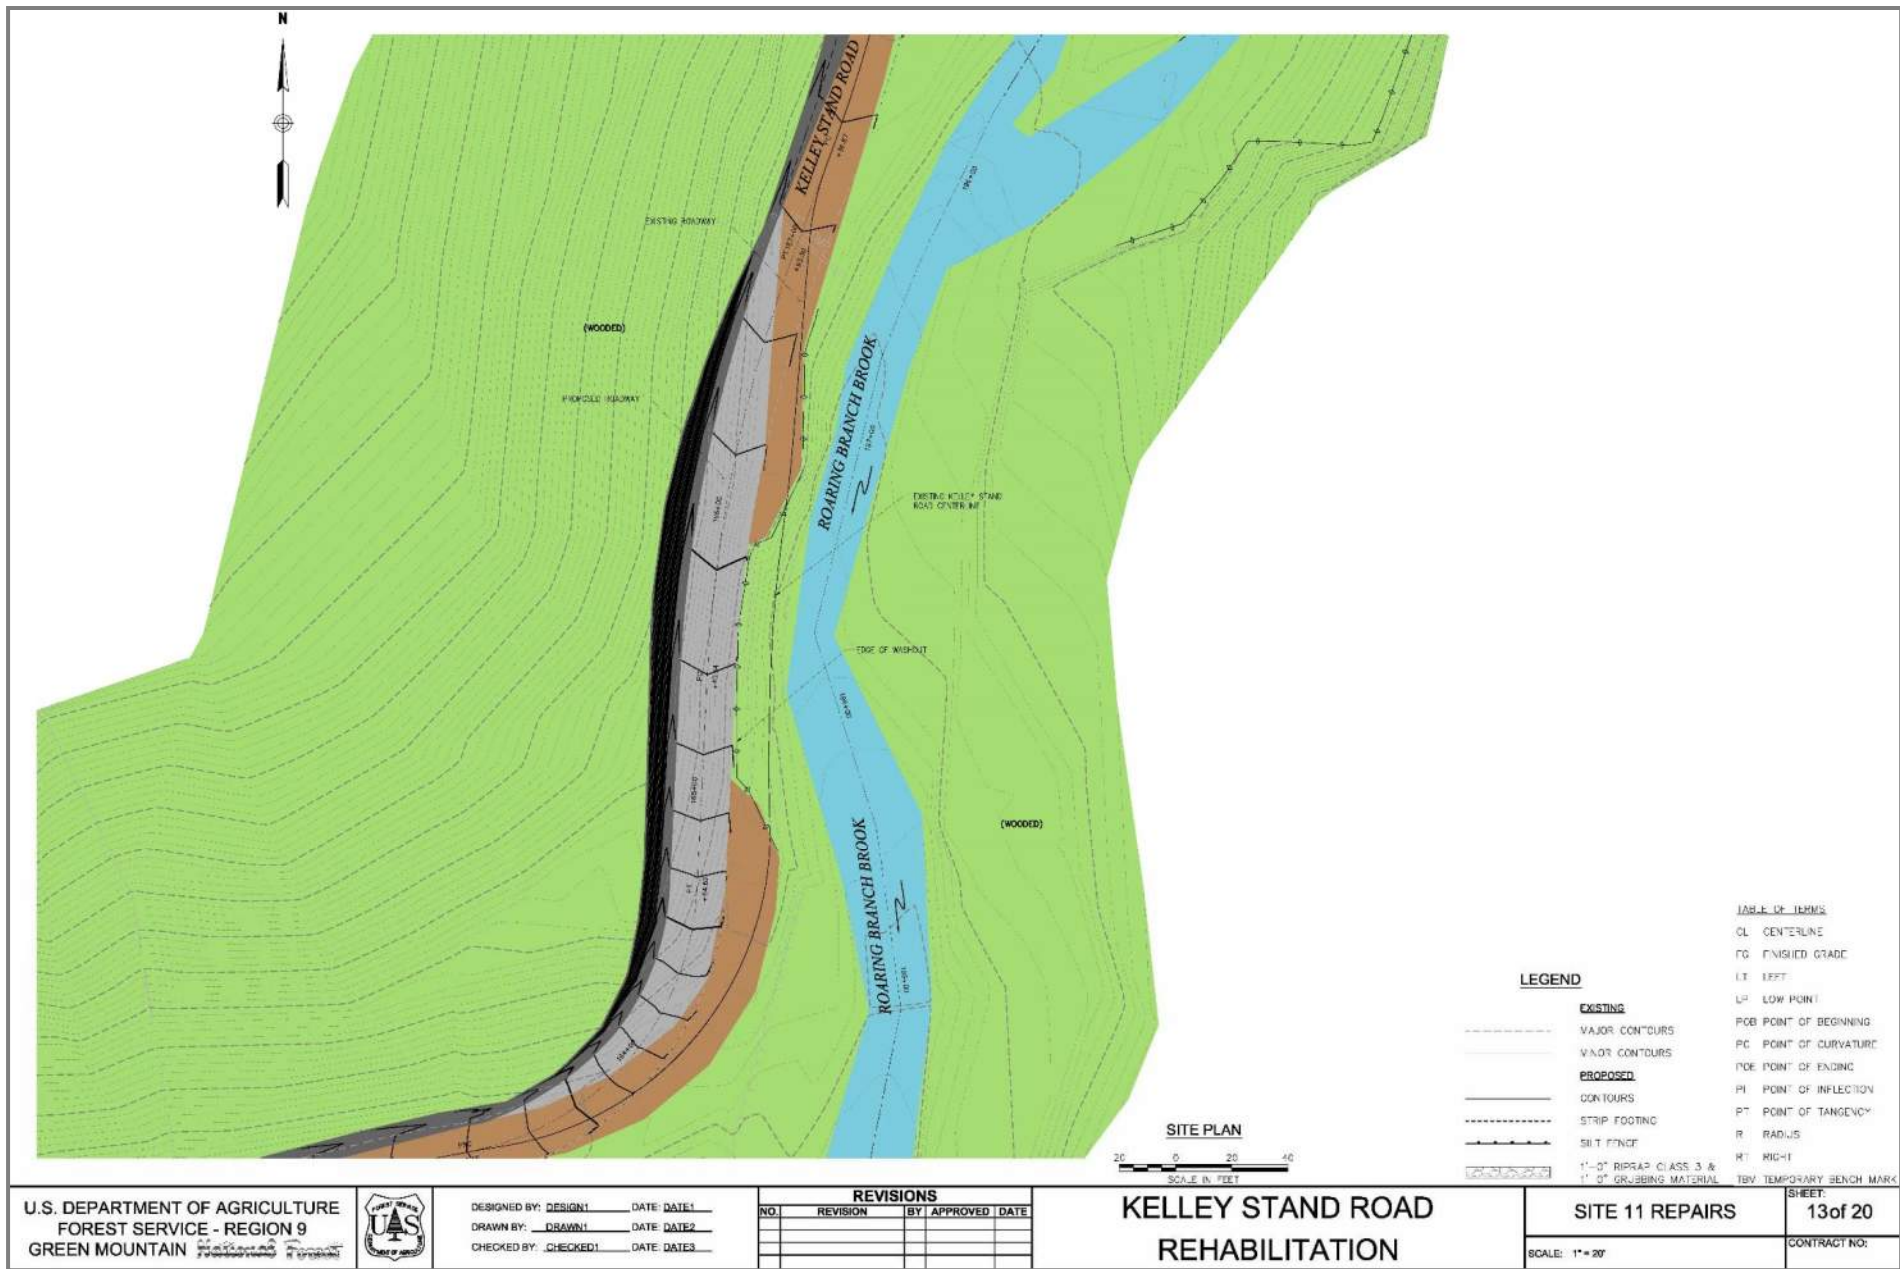 N
KELLEY STAND ROAD
EXISTING ROADWAY
(WOODED)
PROPOSED ROADWAY
ROARING BRANCH BROOK
EXISTING KELLEY STAND
ROAD CENTERLINE
EDGE OF WASHOUT
(WOODED)
ROARING BRANCH BROOK
TABLE OF TERMS
CL CENTERLINE
FG FINISHED GRADE
LT LEFT
LP LOW POINT
POB POINT OF BEGINNING
PC POINT OF CURVATURE
POE POINT OF ENDING
PI POINT OF INFLECTION
PT POINT OF TANGENCY
R RADIUS
RT RIGHT
TBM TEMPORARY BENCH MARK
LEGEND
EXISTING
MAJOR CONTOURS
MINOR CONTOURS
PROPOSED
CONTOURS
STRIP FOOTING
SILT FENCE
1'-0" RIPRAP CLASS 3 &
1'-0" GRUBBING MATERIAL
SITE PLAN
20 0 20 40
SCALE IN FEET
U.S. DEPARTMENT OF AGRICULTURE
FOREST SERVICE - REGION 9
GREEN MOUNTAIN National Forest
FOREST SERVICE
UAS
DEPARTMENT OF AGRICULTURE
DESIGNED BY: DESIGN1 DATE: DATE1
DRAWN BY: DRAWN1 DATE: DATE2
CHECKED BY: CHECKED1 DATE: DATE3
REVISIONS
NO. REVISION BY APPROVED DATE
KELLEY STAND ROAD
REHABILITATION
SITE 11 REPAIRS
SCALE: 1" = 20'
SHEET:
13of 20
CONTRACT NO: